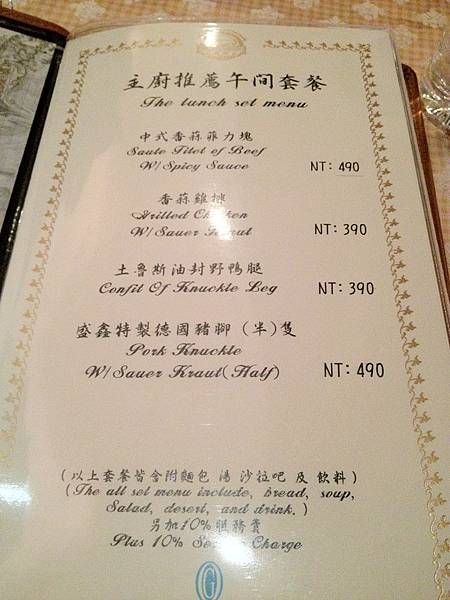 主廚推薦午间套餐
The lunch set menu
中式香蒜菲力塊
Saute Filet of Beef
W/Spicy Sauce NT: 490
香蒜雞排
Grilled Chicken
W/Sauer NT: 390
土魯斯油封野鴨腿
Confit Of Knuckle Leg NT: 390
盛鑫特製德國豬腳 (半)隻
Pork Knuckle
W/Sauer Kraut(Half) NT: 490
(以上套餐皆含附麵包 湯 沙拉吧 及 飲料)
(The all set menu include, bread, soup,
Salad, desert, and drink.)
另加10%服務費
Plus 10% Charge
G